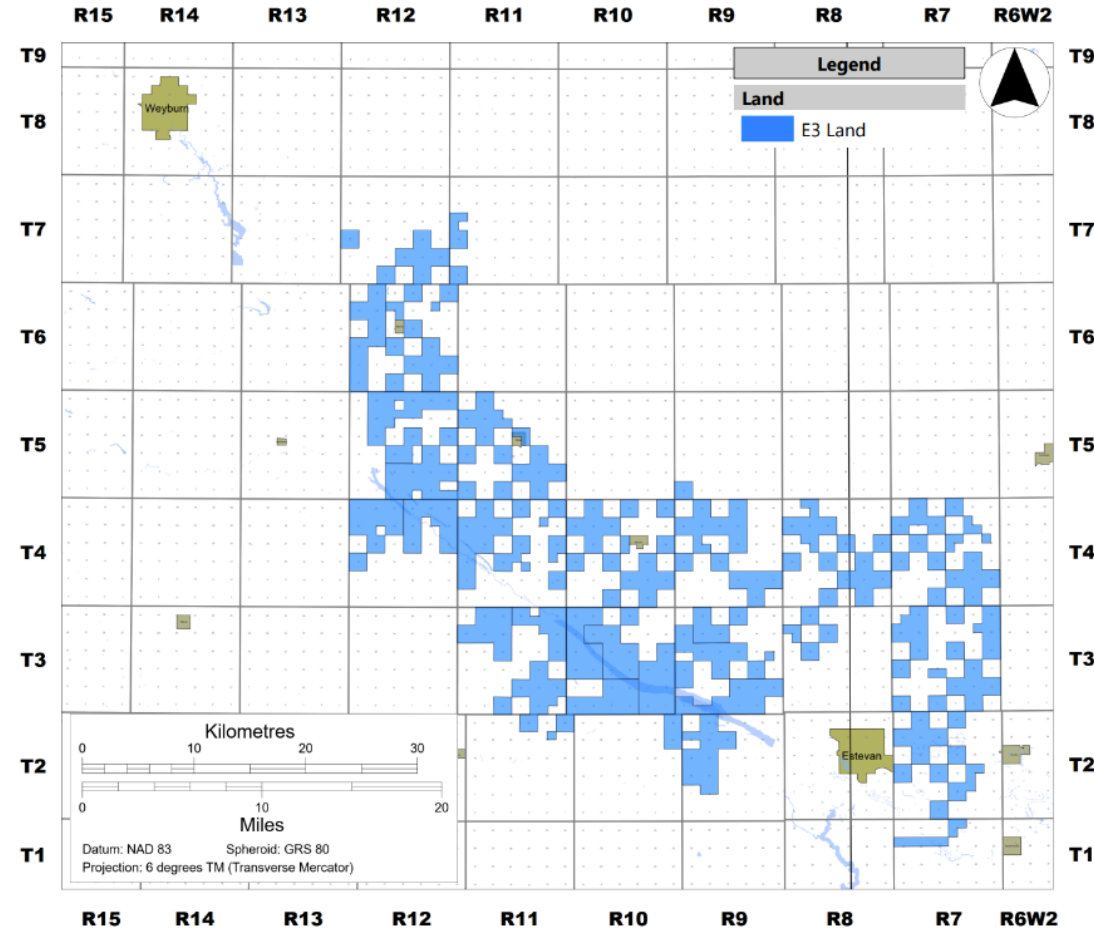 R15 R14 R13 R12 R11 R10 R9 R8 R7 R6W2
T9 T9
Legend
Land
E3 Land
Weyburn
T8 T8
T7 T7
T6 T6
T5 T5
T4 T4
T3 T3
Kilometres
0 10 20 30
Estevan
T2 T2
0 10 20
Miles
Datum: NAD 83 Spheroid: GRS 80
Projection: 6 degrees TM (Transverse Mercator)
T1 T1
R15 R14 R13 R12 R11 R10 R9 R8 R7 R6W2